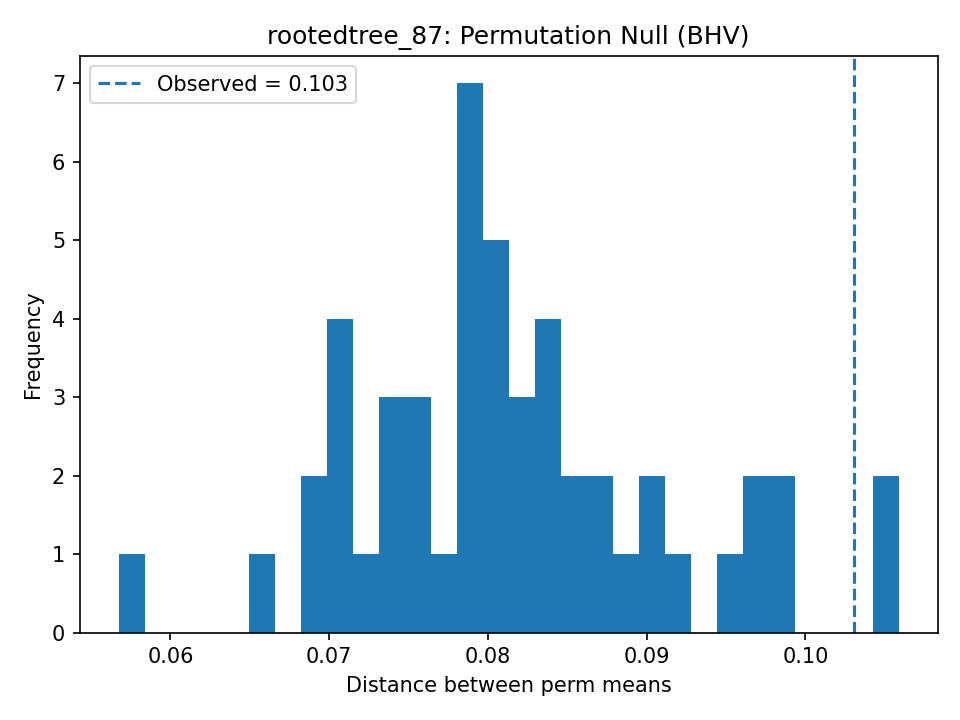 rootedtree_87: Permutation Null (BHV)
Observed = 0.103
7
6
5
4
3
2
1
0
Frequency
0.06 0.07 0.08 0.09 0.10
Distance between perm means